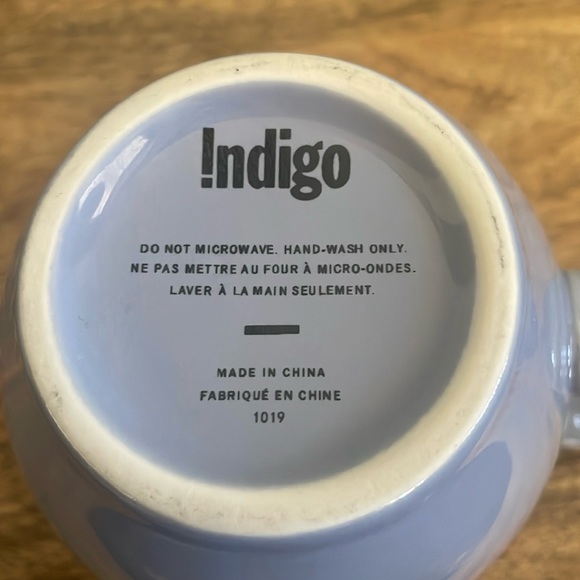 !ndigo
DO NOT MICROWAVE. HAND-WASH ONLY.
NE PAS METTRE AU FOUR À MICRO-ONDES.
LAVER À LA MAIN SEULEMENT.
MADE IN CHINA
FABRIQUÉ EN CHINE
1019